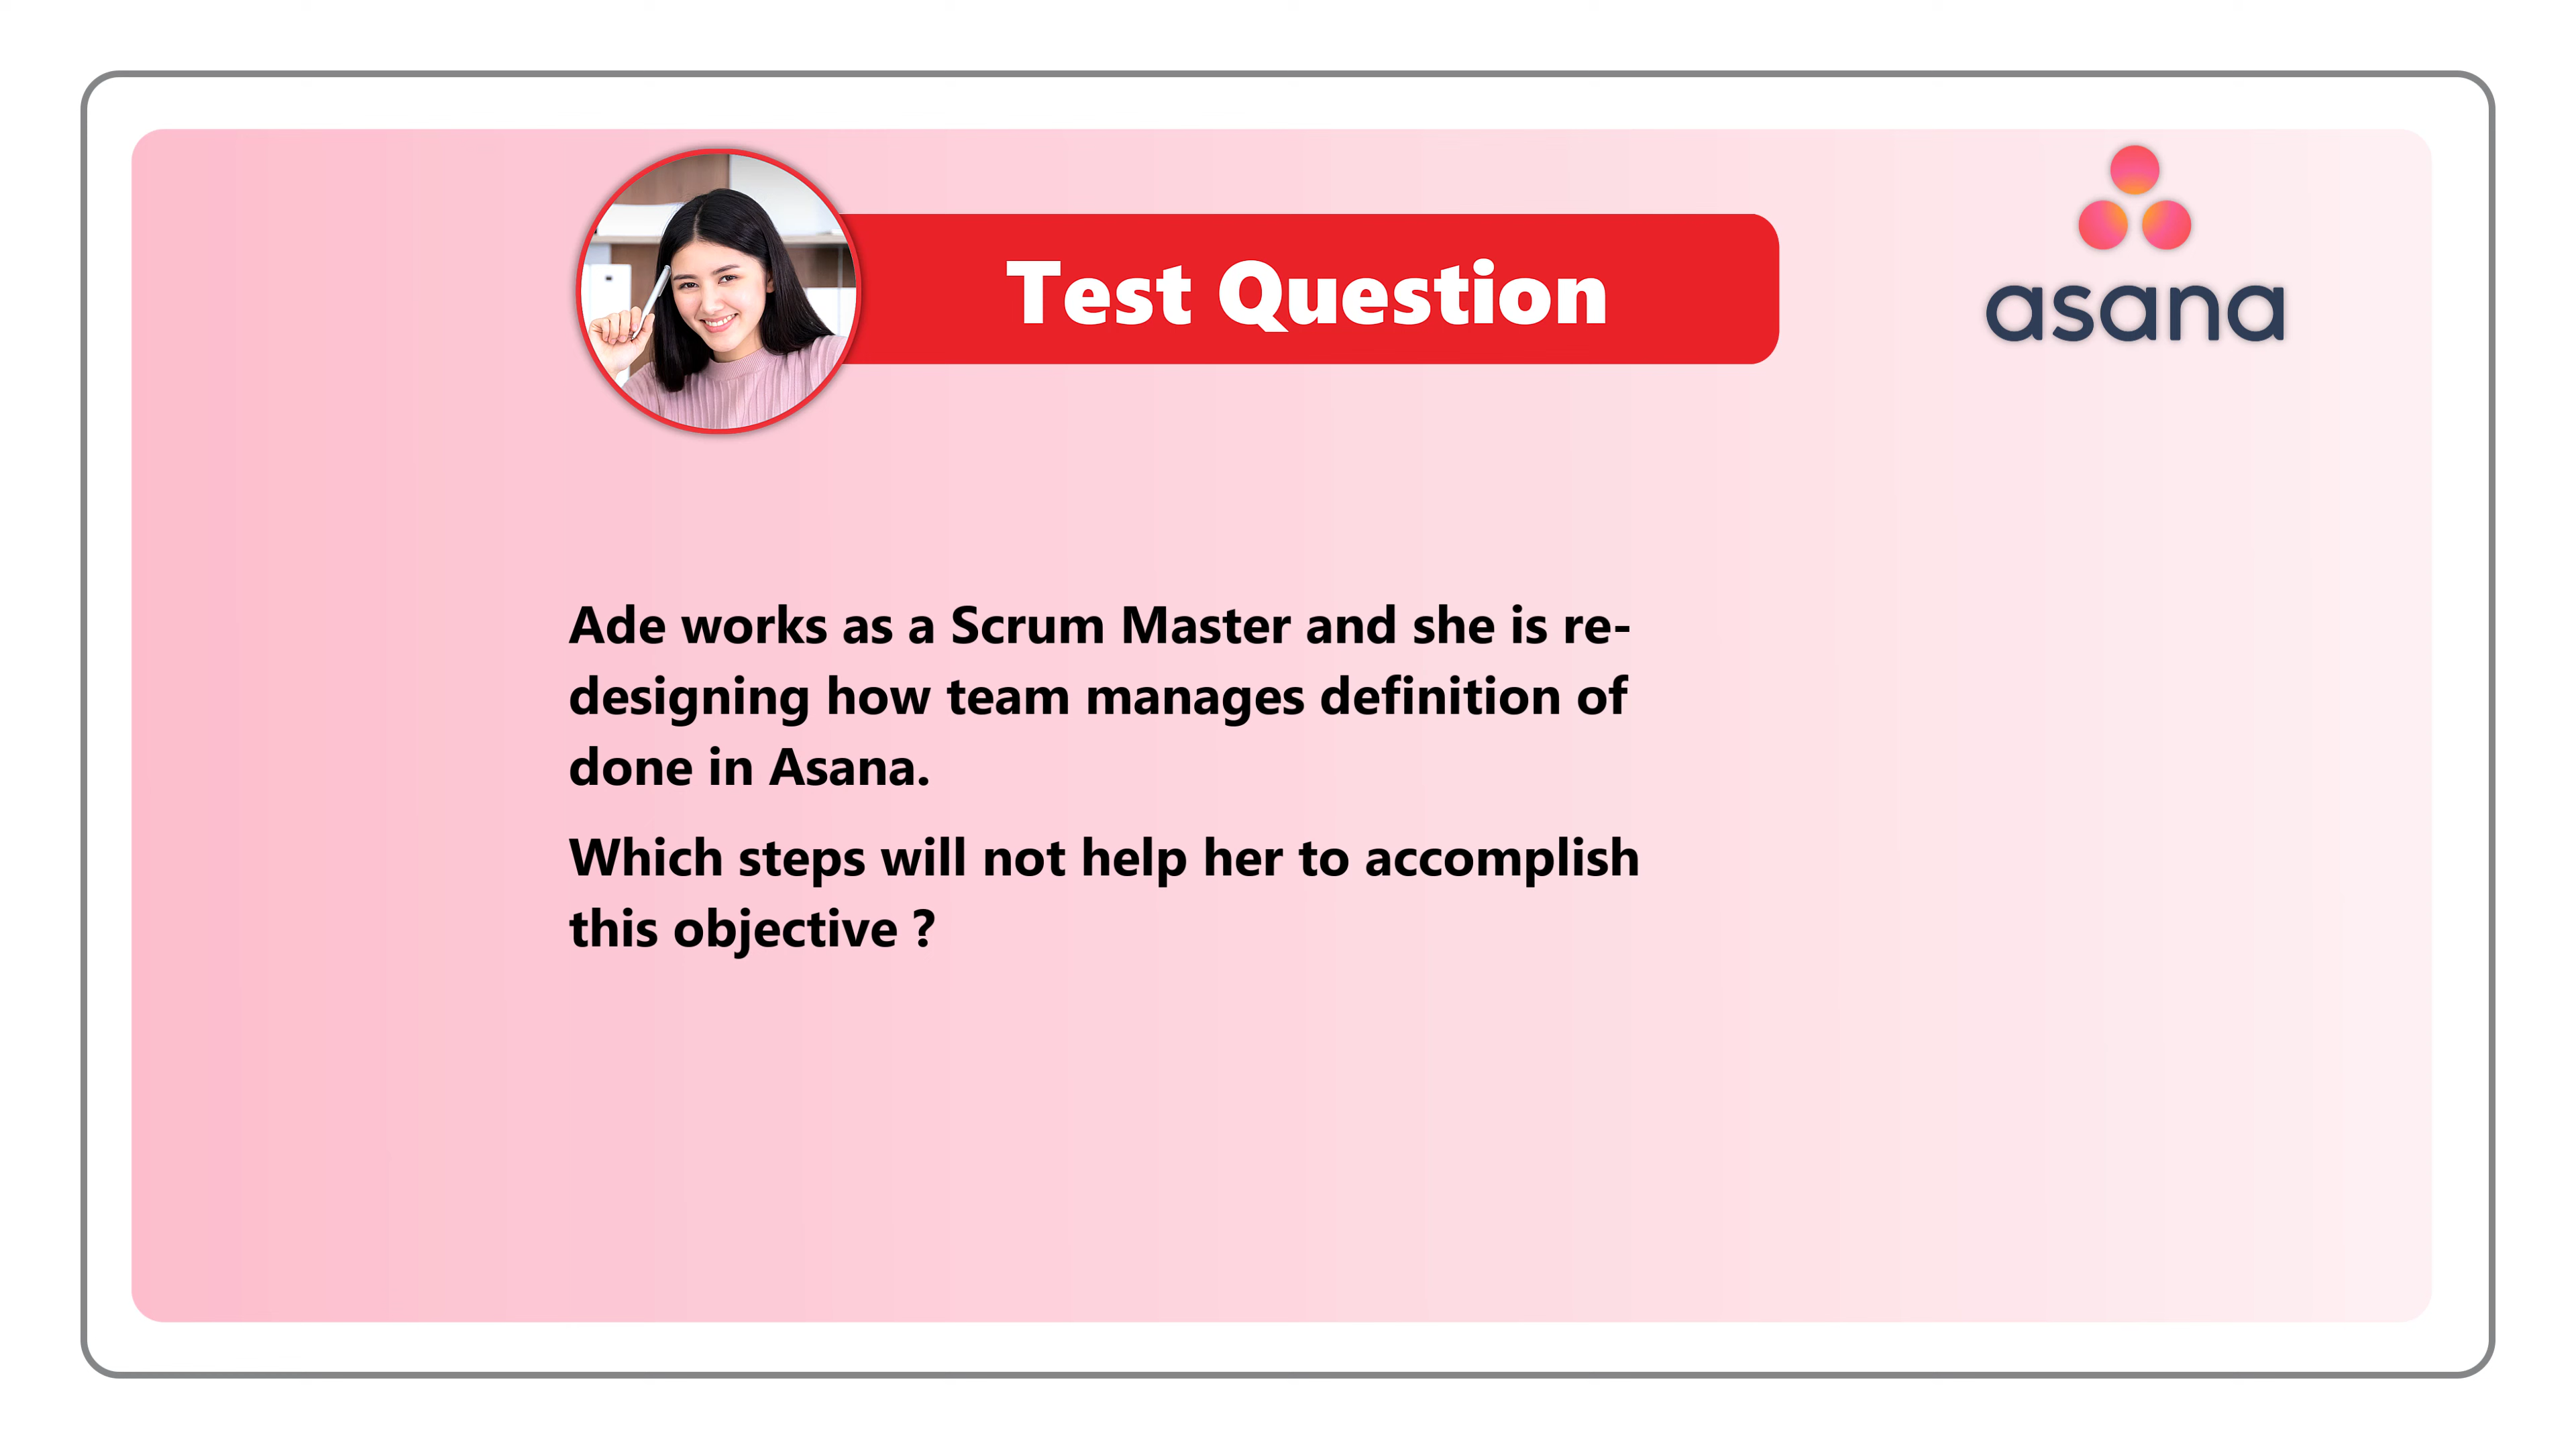 Test Question
asana
Ade works as a Scrum Master and she is re-
designing how team manages definition of
done in Asana.
Which steps will not help her to accomplish
this objective ?